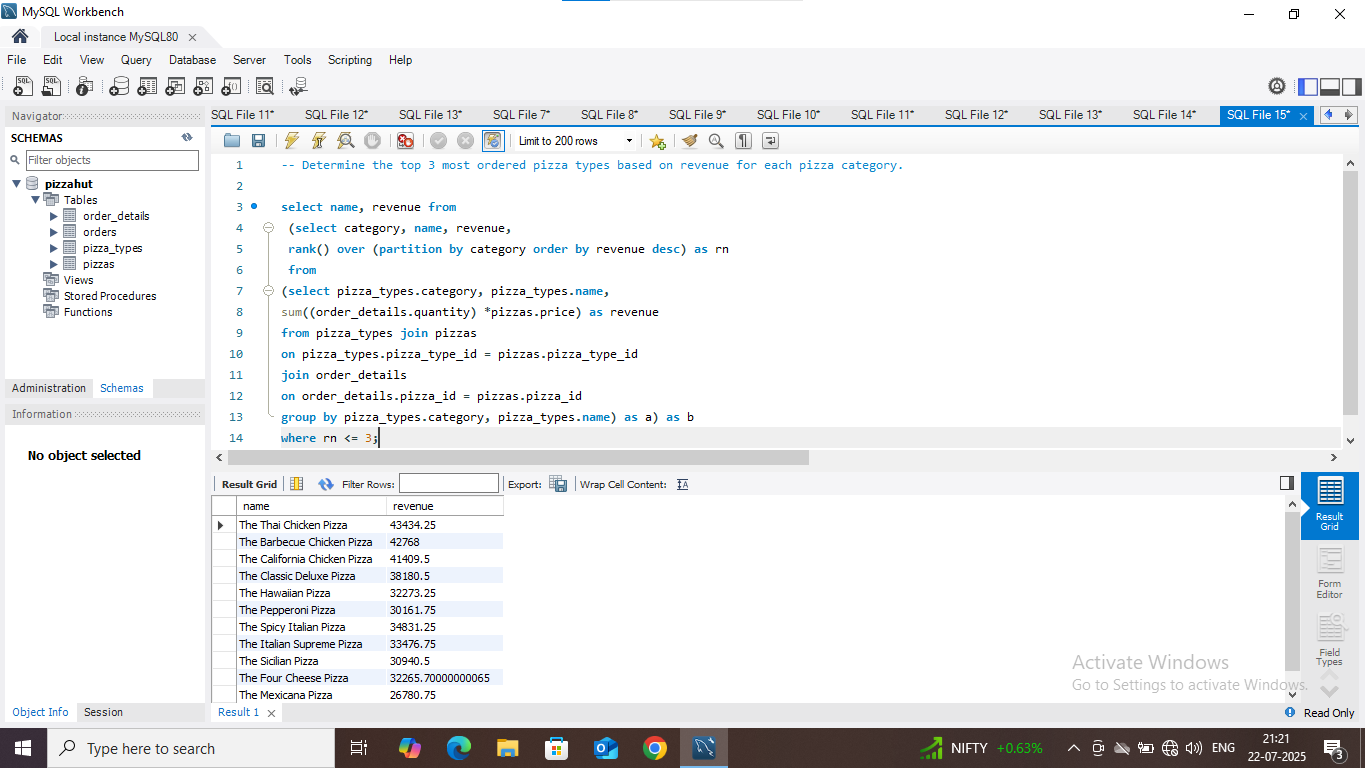 MySQL Workbench
Local instance MySQL80
File Edit View Query Database Server Tools Scripting Help
Navigator
SCHEMAS
Filter objects
pizzahut
Tables
order_details
orders
pizza_types
pizzas
Views
Stored Procedures
Functions
Administration Schemas
Information
No object selected
Object Info Session
SQL File 11* SQL File 12* SQL File 13* SQL File 7* SQL File 8* SQL File 9* SQL File 10* SQL File 11* SQL File 12* SQL File 13* SQL File 14* SQL File 15*
Limit to 200 rows
1 -- Determine the top 3 most ordered pizza types based on revenue for each pizza category.
2
3 select name, revenue from
4 (select category, name, revenue,
5 rank() over (partition by category order by revenue desc) as rn
6 from
7 (select pizza_types.category, pizza_types.name,
8 sum((order_details.quantity) *pizzas.price) as revenue
9 from pizza_types join pizzas
10 on pizza_types.pizza_type_id = pizzas.pizza_type_id
11 join order_details
12 on order_details.pizza_id = pizzas.pizza_id
13 group by pizza_types.category, pizza_types.name) as a) as b
14 where rn <= 3;
Result Grid Filter Rows: Export: Wrap Cell Content:
name revenue
The Thai Chicken Pizza 43434.25
The Barbecue Chicken Pizza 42768
The California Chicken Pizza 41409.5
The Classic Deluxe Pizza 38180.5
The Hawaiian Pizza 32273.25
The Pepperoni Pizza 30161.75
The Spicy Italian Pizza 34831.25
The Italian Supreme Pizza 33476.75
The Sicilian Pizza 30940.5
The Four Cheese Pizza 32265.70000000065
The Mexicana Pizza 26780.75
Result 1
Result
Grid
Form
Editor
Field
Types
Read Only
Activate Windows
Go to Settings to activate Windows.
Type here to search
NIFTY +0.63%
ENG
21:21
22-07-2025
3